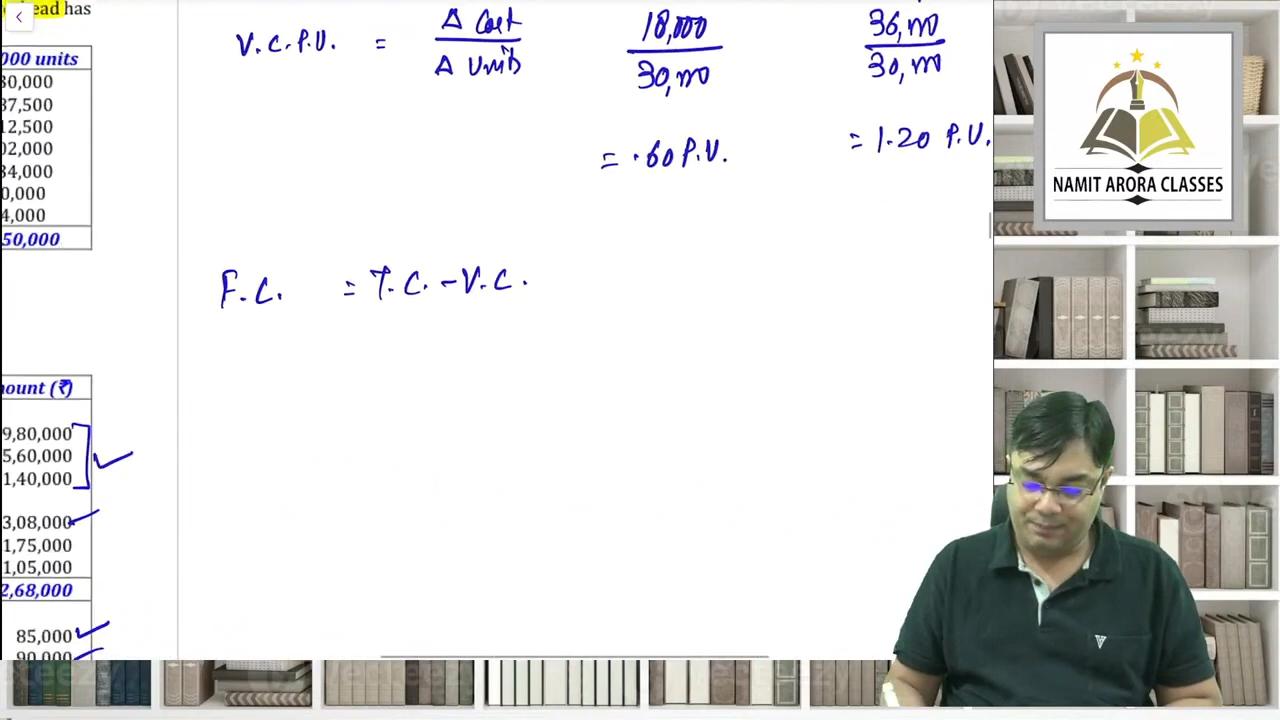 ead has
000 units
30,000
37,500
12,500
02,000
34,000
0,000
4,000
50,000
V.C.P.U. = Δ Cost / Δ Units
18,000 / 30,000
36,000 / 30,000
= .60 P.U.
= 1.20 P.U.
F.C. = T.C. - V.C.
nount (₹)
9,80,000
5,60,000
1,40,000
3,08,000
1,75,000
1,05,000
2,68,000
85,000
90,000
NAMIT ARORA CLASSES